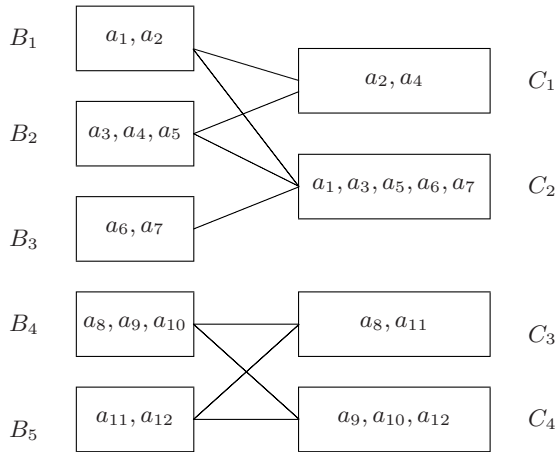 B₁ a₁, a₂
a₂, a₄ C₁
B₂ a₃, a₄, a₅
a₁, a₃, a₅, a₆, a₇ C₂
B₃ a₆, a₇
B₄ a₈, a₉, a₁₀ a₈, a₁₁ C₃
B₅ a₁₁, a₁₂ a₉, a₁₀, a₁₂ C₄